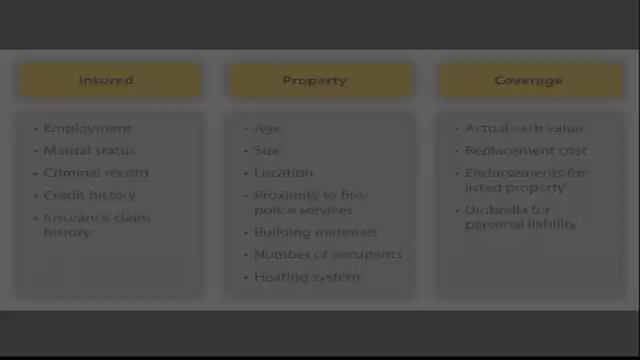 Insured
• Employment
• Marital status
• Criminal record
• Credit history
• Insurance claim
history
Property
• Age
• Size
• Location
• Proximity to fire/
police services
• Building materials
• Number of occupants
• Heating system
Coverage
• Actual cash value
• Replacement cost
• Endorsements for
listed property
• Umbrella for
personal liability